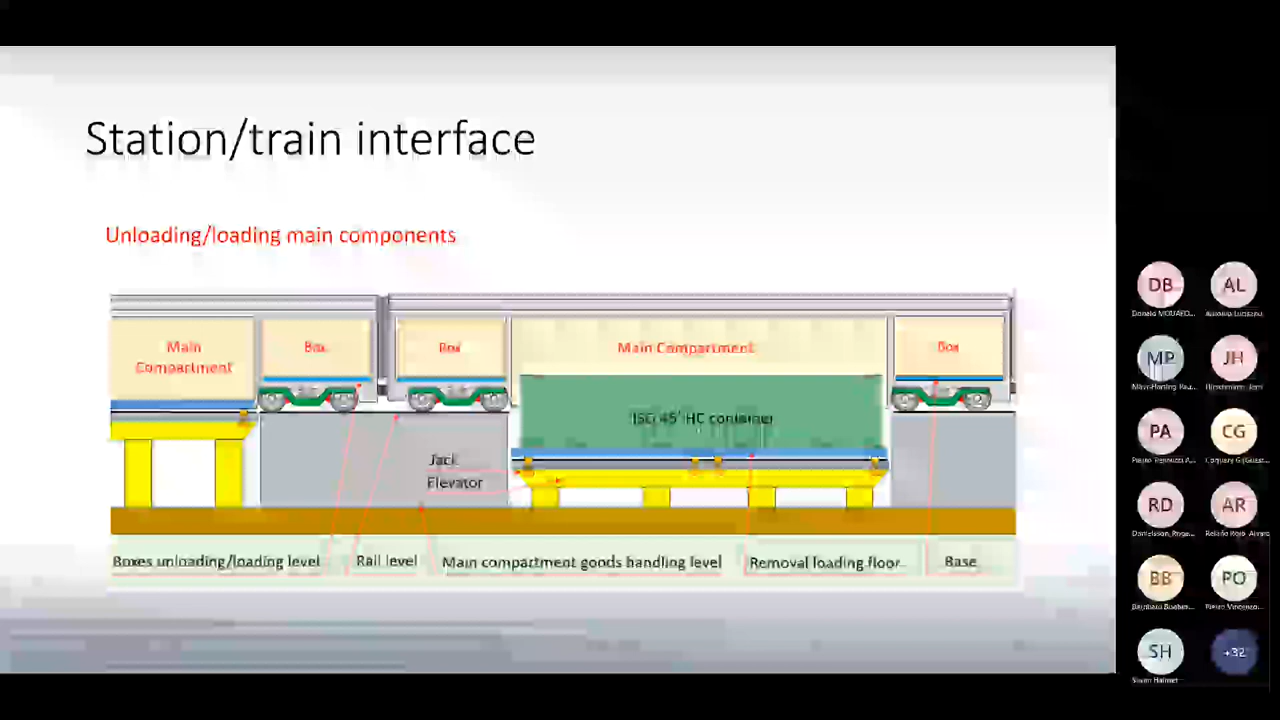 Station/train interface
Unloading/loading main components
Main
Compartment
Box
Box
Main Compartment
Box
ISO 45' HC container
Jack
Elevator
Boxes unloading/loading level
Rail level
Main compartment goods handling level
Removal loading floor
Base
DB
AL
MP
JH
PA
CG
RD
AR
BB
PO
SH
+32